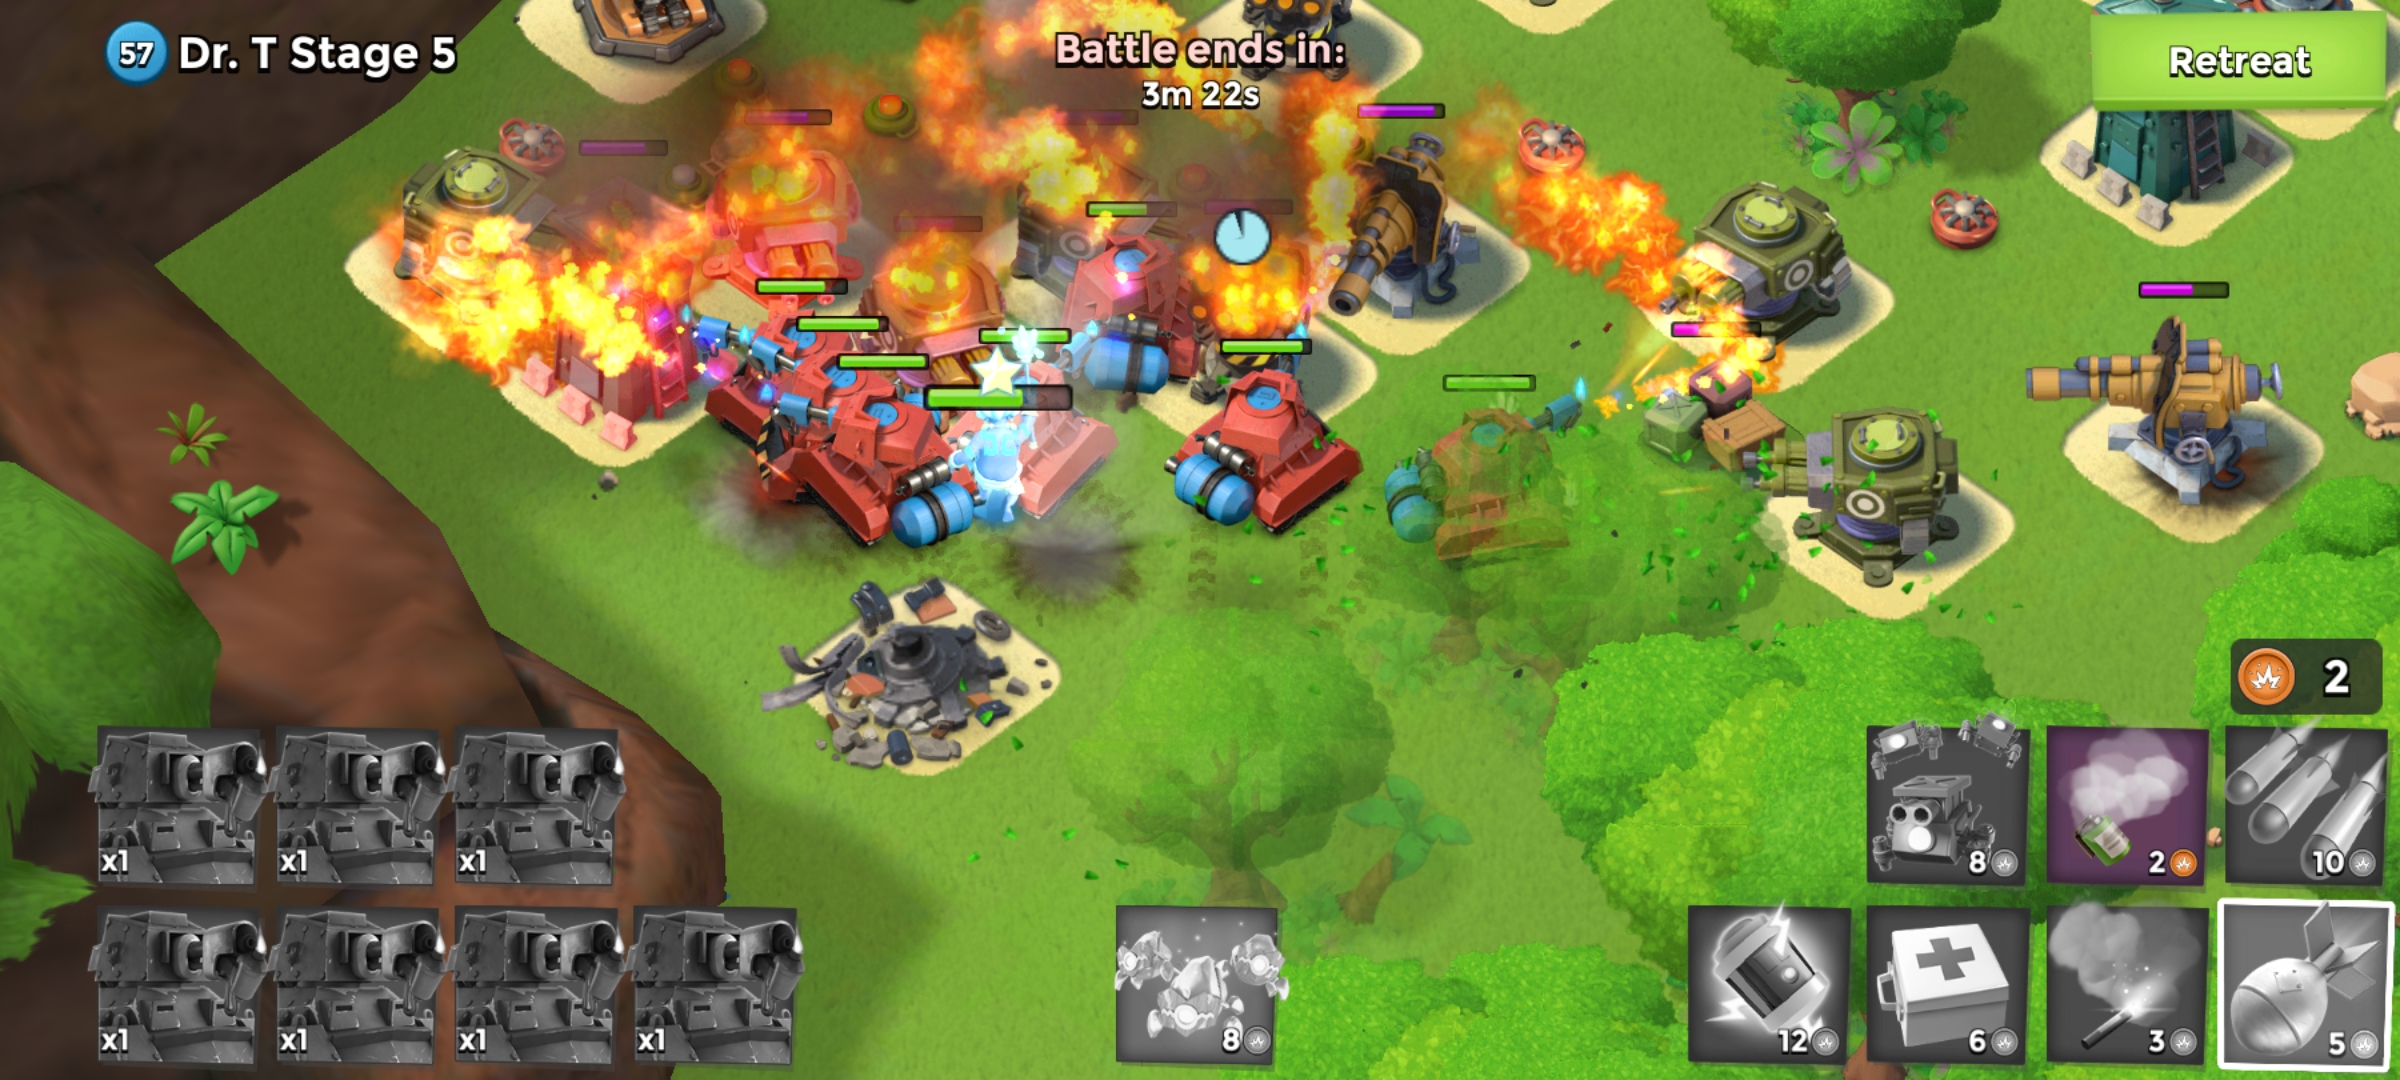 57 Dr. T Stage 5
Battle ends in:
3m 22s
Retreat
2
x1 x1 x1
8 2 10
x1 x1 x1 x1
8
12 6 3 5